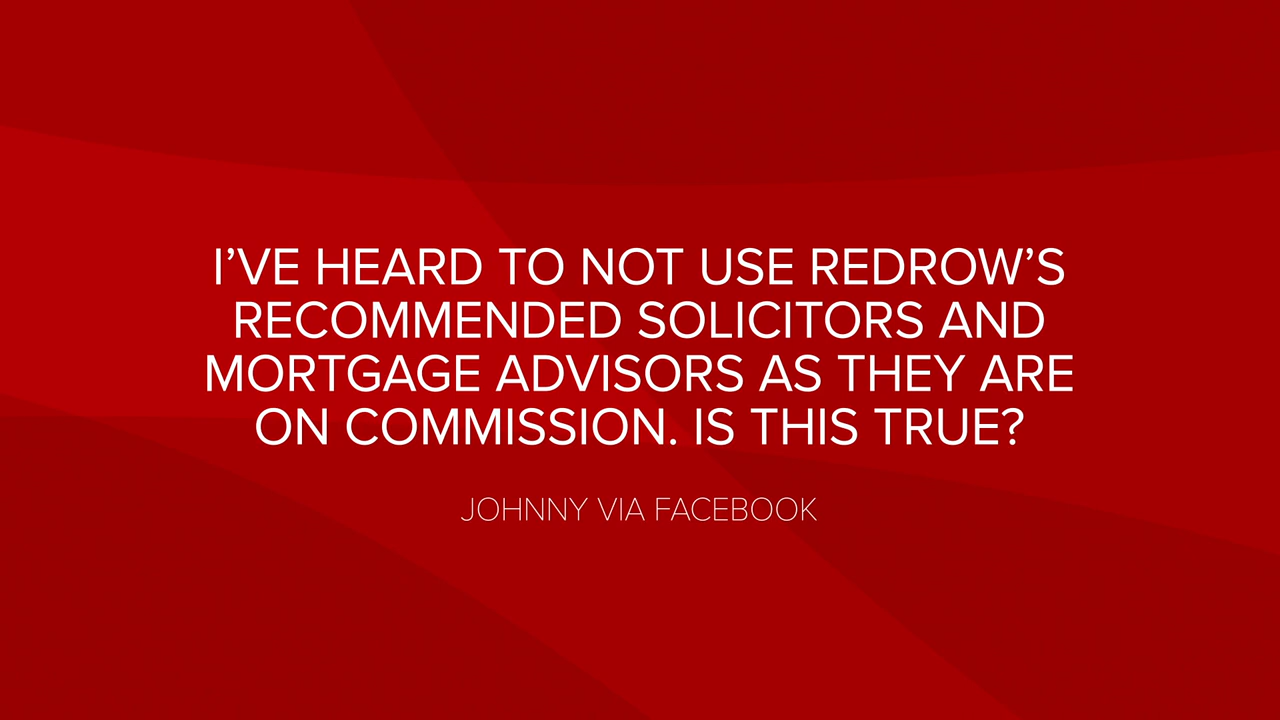 I’VE HEARD TO NOT USE REDROW’S
RECOMMENDED SOLICITORS AND
MORTGAGE ADVISORS AS THEY ARE
ON COMMISSION. IS THIS TRUE?
JOHNNY VIA FACEBOOK